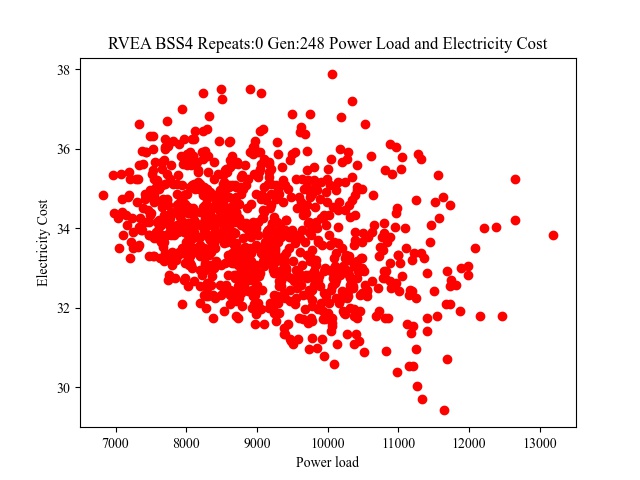 RVEA BSS4 Repeats:0 Gen:248 Power Load and Electricity Cost
38
36
34
32
30
Electricity Cost
7000 8000 9000 10000 11000 12000 13000
Power load